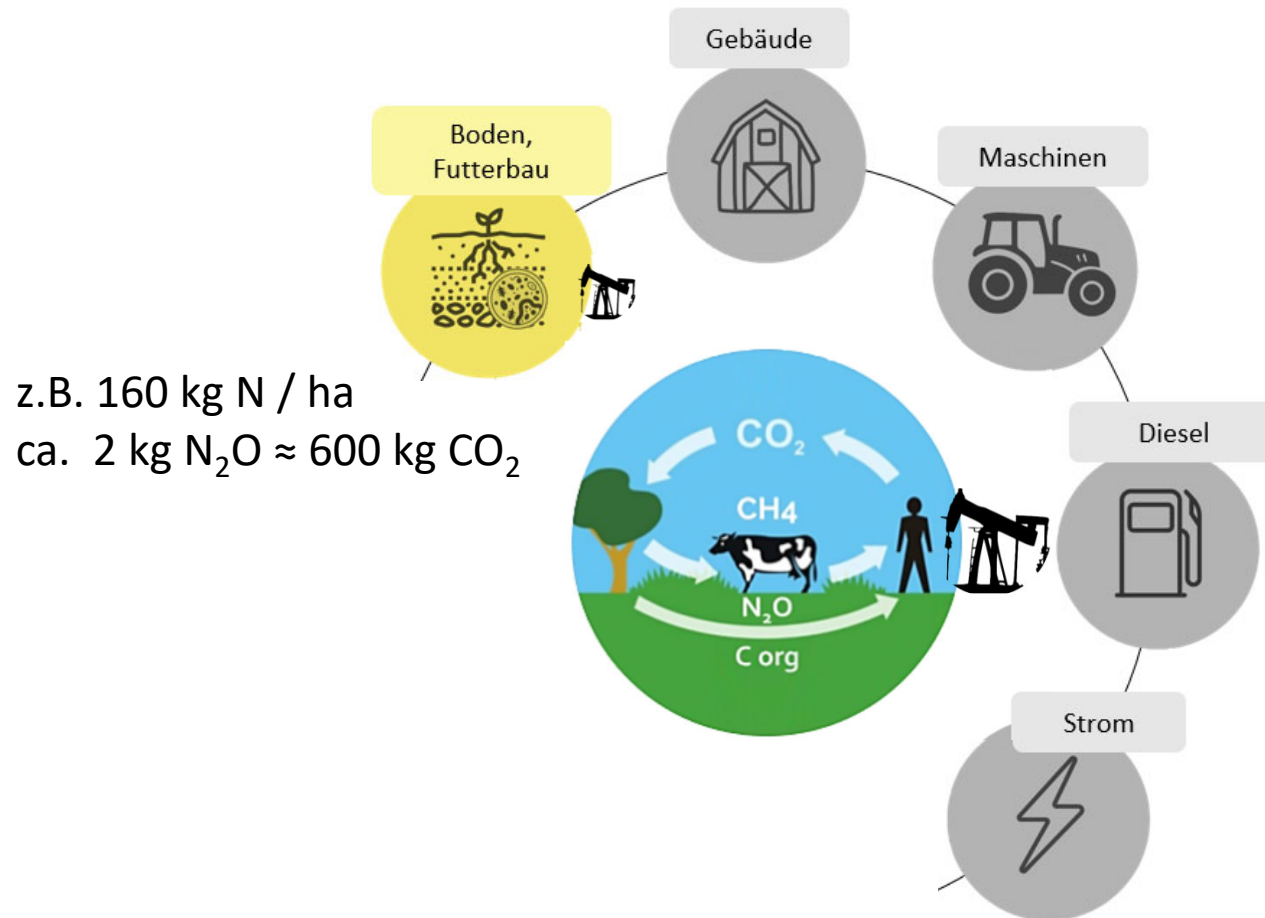 Gebäude
Boden,
Futterbau
Maschinen
z.B. 160 kg N / ha
ca. 2 kg N₂O ≈ 600 kg CO₂
Diesel
CO₂
CH4
N₂O
C org
Strom